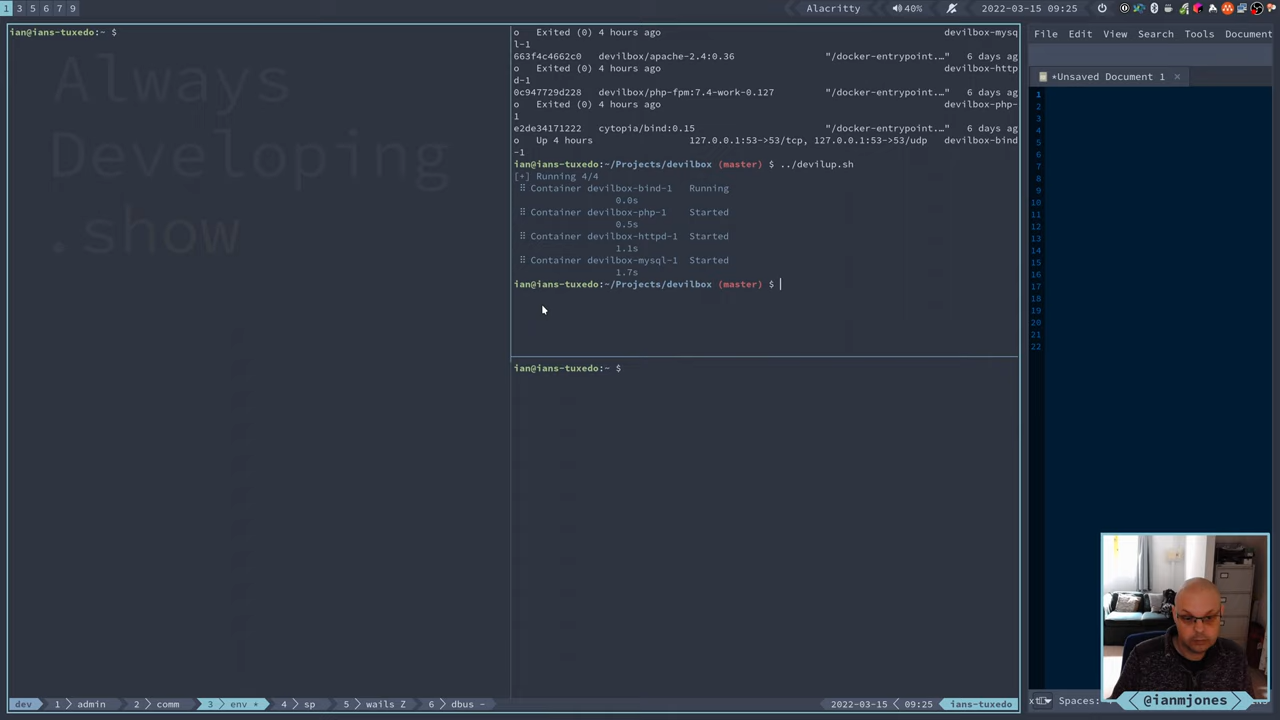 1 3 5 6 7 9
Alacritty
40%
2022-03-15 09:25
ian@ians-tuxedo:~ $
Always
Developing
.show
o   Exited (0) 4 hours ago                devilbox-mysq
l-1
663f4c4662c0   devilbox/apache-2.4:0.36   "/docker-entrypoint.…"   6 days ag
o   Exited (0) 4 hours ago                devilbox-http
d-1
0c947729d228   devilbox/php-fpm:7.4-work-0.127   "/docker-entrypoint.…"   6 days ag
o   Exited (0) 4 hours ago                devilbox-php-
1
e2de34171222   cytopia/bind:0.15   "/docker-entrypoint.…"   6 days ag
o   Up 4 hours   127.0.0.1:53->53/tcp, 127.0.0.1:53->53/udp   devilbox-bind
-1
ian@ians-tuxedo:~/Projects/devilbox (master) $ ../devilup.sh
[+] Running 4/4
⠿ Container devilbox-bind-1   Running
0.0s
⠿ Container devilbox-php-1   Started
0.5s
⠿ Container devilbox-httpd-1   Started
1.1s
⠿ Container devilbox-mysql-1   Started
1.7s
ian@ians-tuxedo:~/Projects/devilbox (master) $
ian@ians-tuxedo:~ $
File Edit View Search Tools Document
*Unsaved Document 1 ×
1
2
3
4
5
6
7
8
9
10
11
12
13
14
15
16
17
18
19
20
21
22
Spaces:
@ianmjones
dev 1 admin 2 comm 3 env * 4 sp 5 wails Z 6 dbus - 2022-03-15 09:25 ians-tuxedo